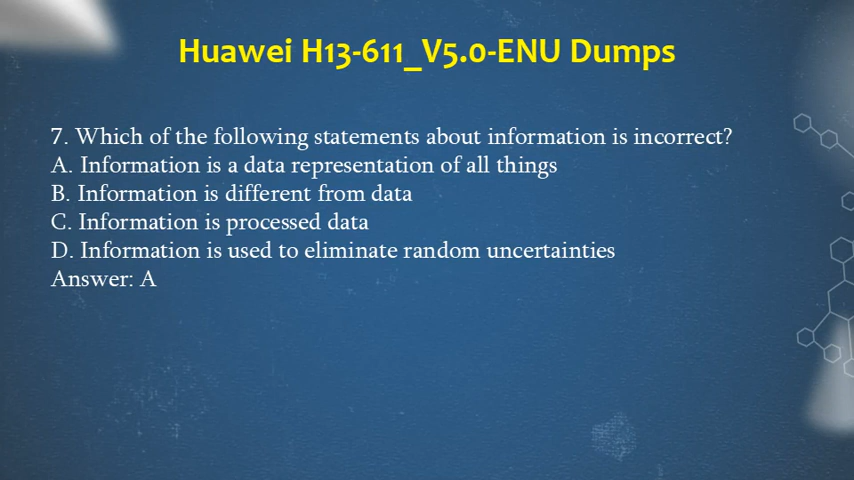 Huawei H13-611_V5.0-ENU Dumps
7. Which of the following statements about information is incorrect?
A. Information is a data representation of all things
B. Information is different from data
C. Information is processed data
D. Information is used to eliminate random uncertainties
Answer: A